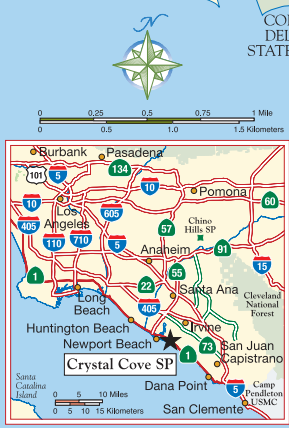 N
CO
DEL
STATE
0 0.25 0.5 0.75 1 Mile
0 0.5 1.0 1.5 Kilometers
Burbank
Pasadena
5
134
101
10
Pomona
10
Los
Angeles
605
60
405
110
710
57
Chino
Hills SP
5
91
Anaheim
15
1
22
55
Long
Beach
405
Santa Ana
Cleveland
National
Forest
Huntington Beach
Irvine
Newport Beach
1
73
San Juan
Capistrano
Crystal Cove SP
Santa
Catalina
Island
0 5 10 Miles
0 5 10 15 Kilometers
Dana Point
5
Camp
Pendleton
USMC
San Clemente